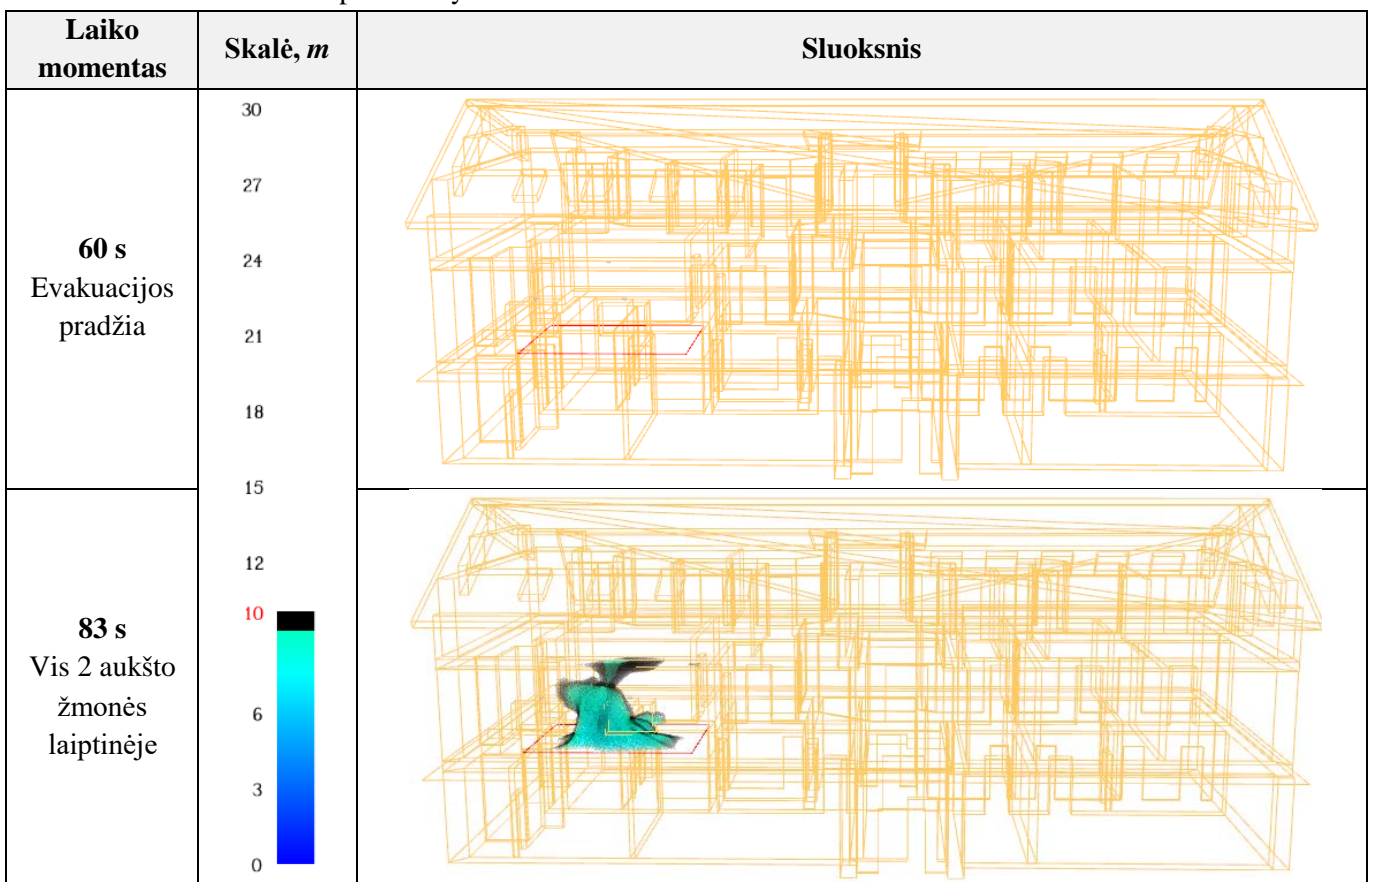 Laiko
momentas
Skalė, m
Sluoksnis
60 s
Evakuacijos
pradžia
30
27
24
21
18
15
12
10
6
3
0
83 s
Vis 2 aukšto
žmonės
laiptinėje